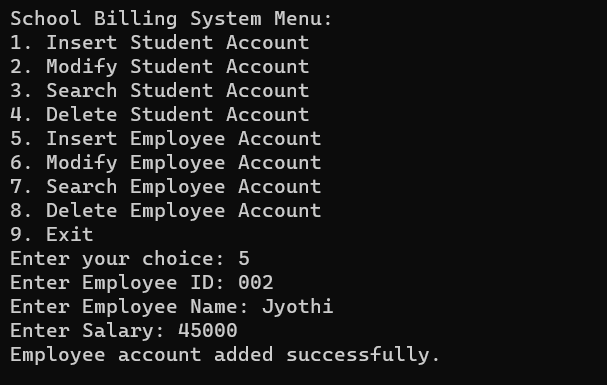 School Billing System Menu:
1. Insert Student Account
2. Modify Student Account
3. Search Student Account
4. Delete Student Account
5. Insert Employee Account
6. Modify Employee Account
7. Search Employee Account
8. Delete Employee Account
9. Exit
Enter your choice: 5
Enter Employee ID: 002
Enter Employee Name: Jyothi
Enter Salary: 45000
Employee account added successfully.